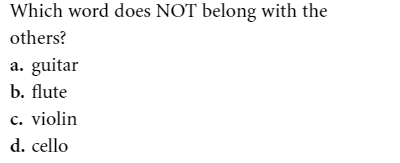 Which word does NOT belong with the
others?
a. guitar
b. flute
c. violin
d. cello